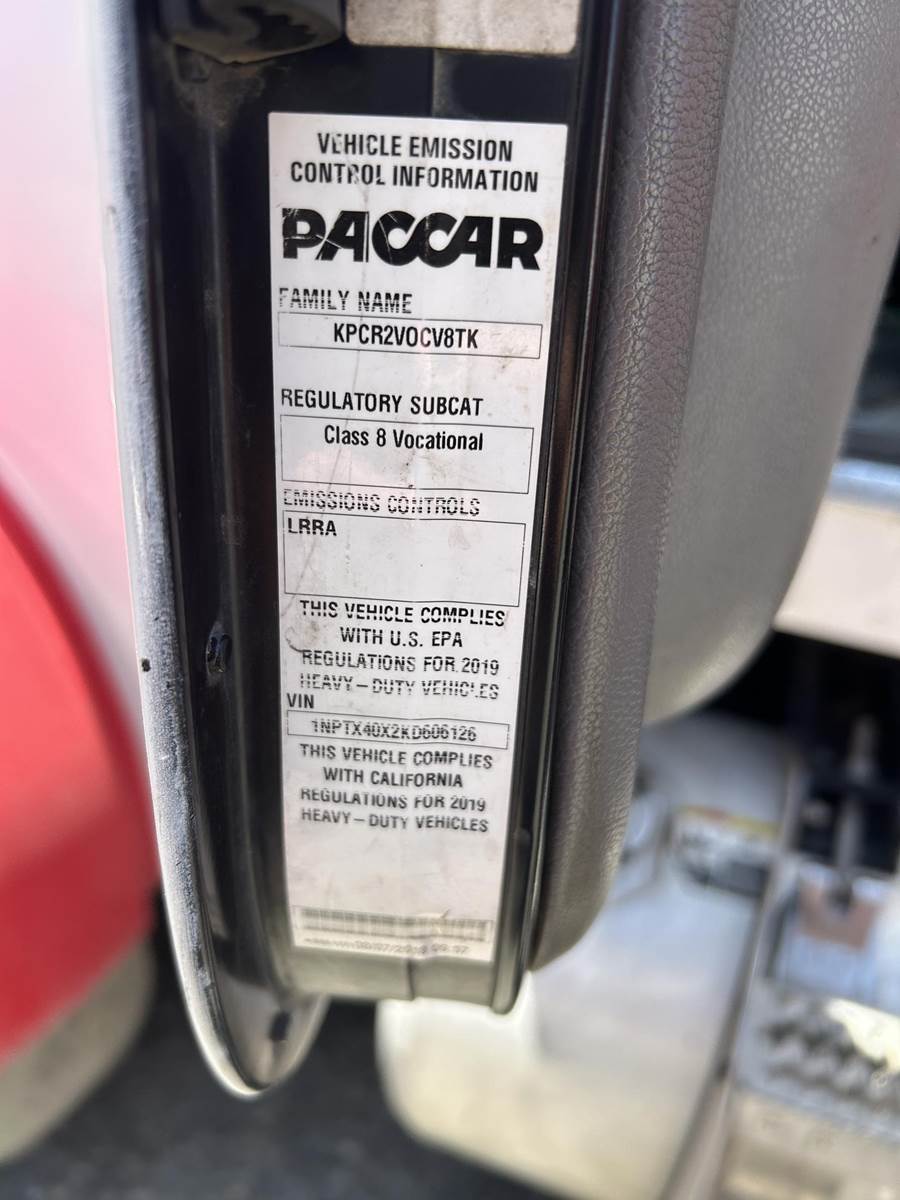 VEHICLE EMISSION
CONTROL INFORMATION
PACCAR
FAMILY NAME
KPCR2VOCV8TK
REGULATORY SUBCAT
Class 8 Vocational
EMISSIONS CONTROLS
LRRA
THIS VEHICLE COMPLIES
WITH U.S. EPA
REGULATIONS FOR 2019
HEAVY-DUTY VEHICLES
VIN
1NPTX40X2KD606126
THIS VEHICLE COMPLIES
WITH CALIFORNIA
REGULATIONS FOR 2019
HEAVY-DUTY VEHICLES